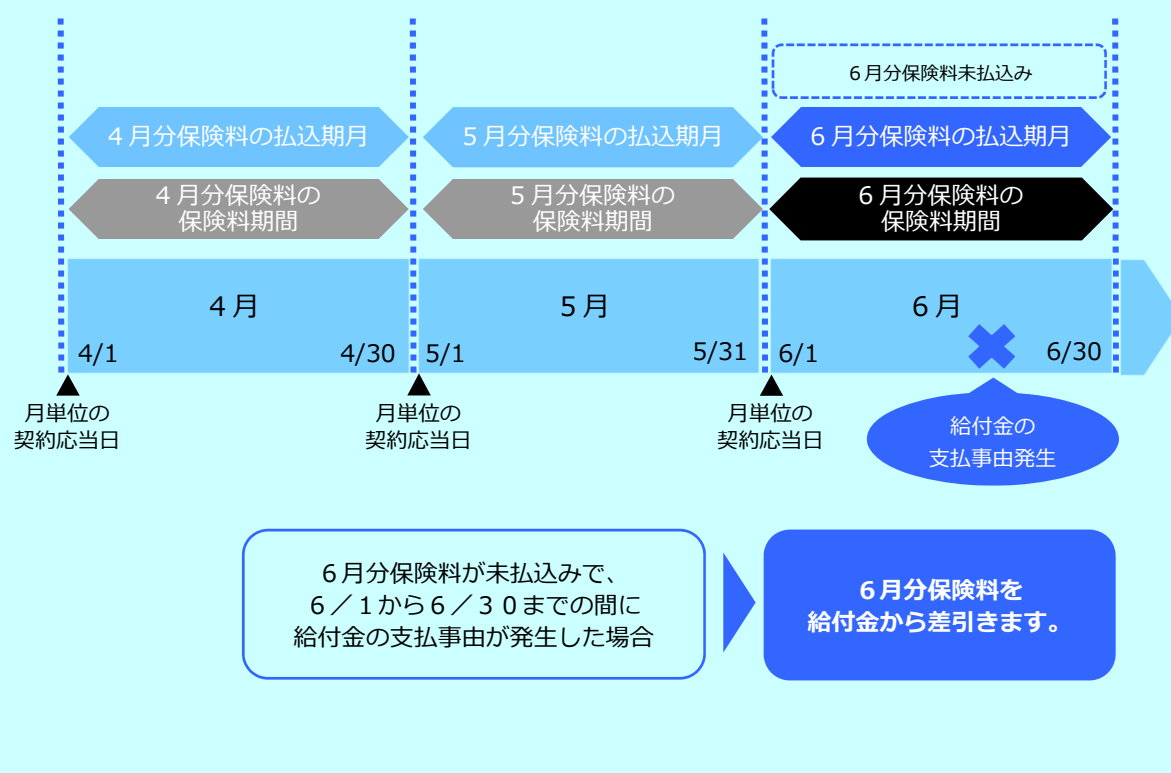 ６月分保険料未払込み
４月分保険料の払込期月
５月分保険料の払込期月
６月分保険料の払込期月
４月分保険料の
保険料期間
５月分保険料の
保険料期間
６月分保険料の
保険料期間
４月
５月
６月
4/1
4/30
5/1
5/31
6/1
6/30
月単位の
契約応当日
月単位の
契約応当日
月単位の
契約応当日
給付金の
支払事由発生
６月分保険料が未払込みで、
６／１から６／３０までの間に
給付金の支払事由が発生した場合
６月分保険料を
給付金から差引きます。